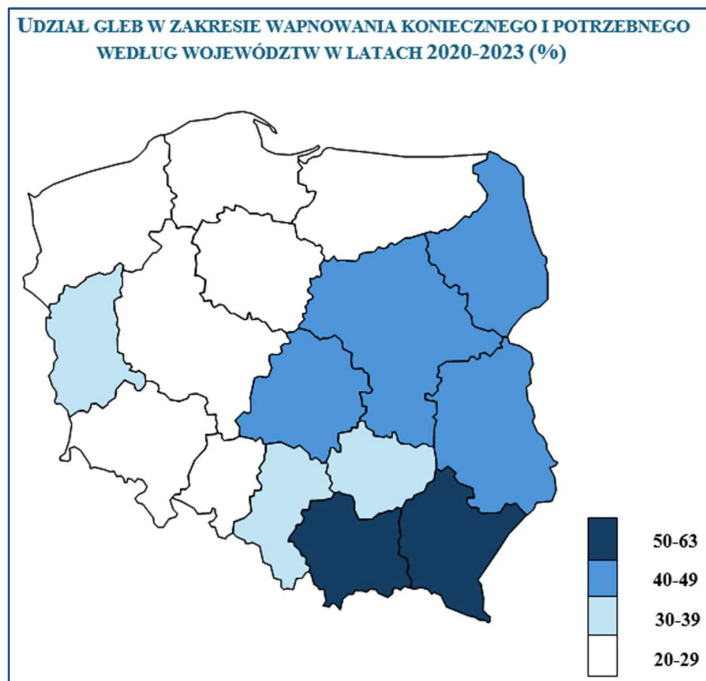 UDZIAŁ GLEB W ZAKRESIE WAPNOWANIA KONIECZNEGO I POTRZEBNEGO
WEDŁUG WOJEWÓDZTW W LATACH 2020-2023 (%)
50-63
40-49
30-39
20-29